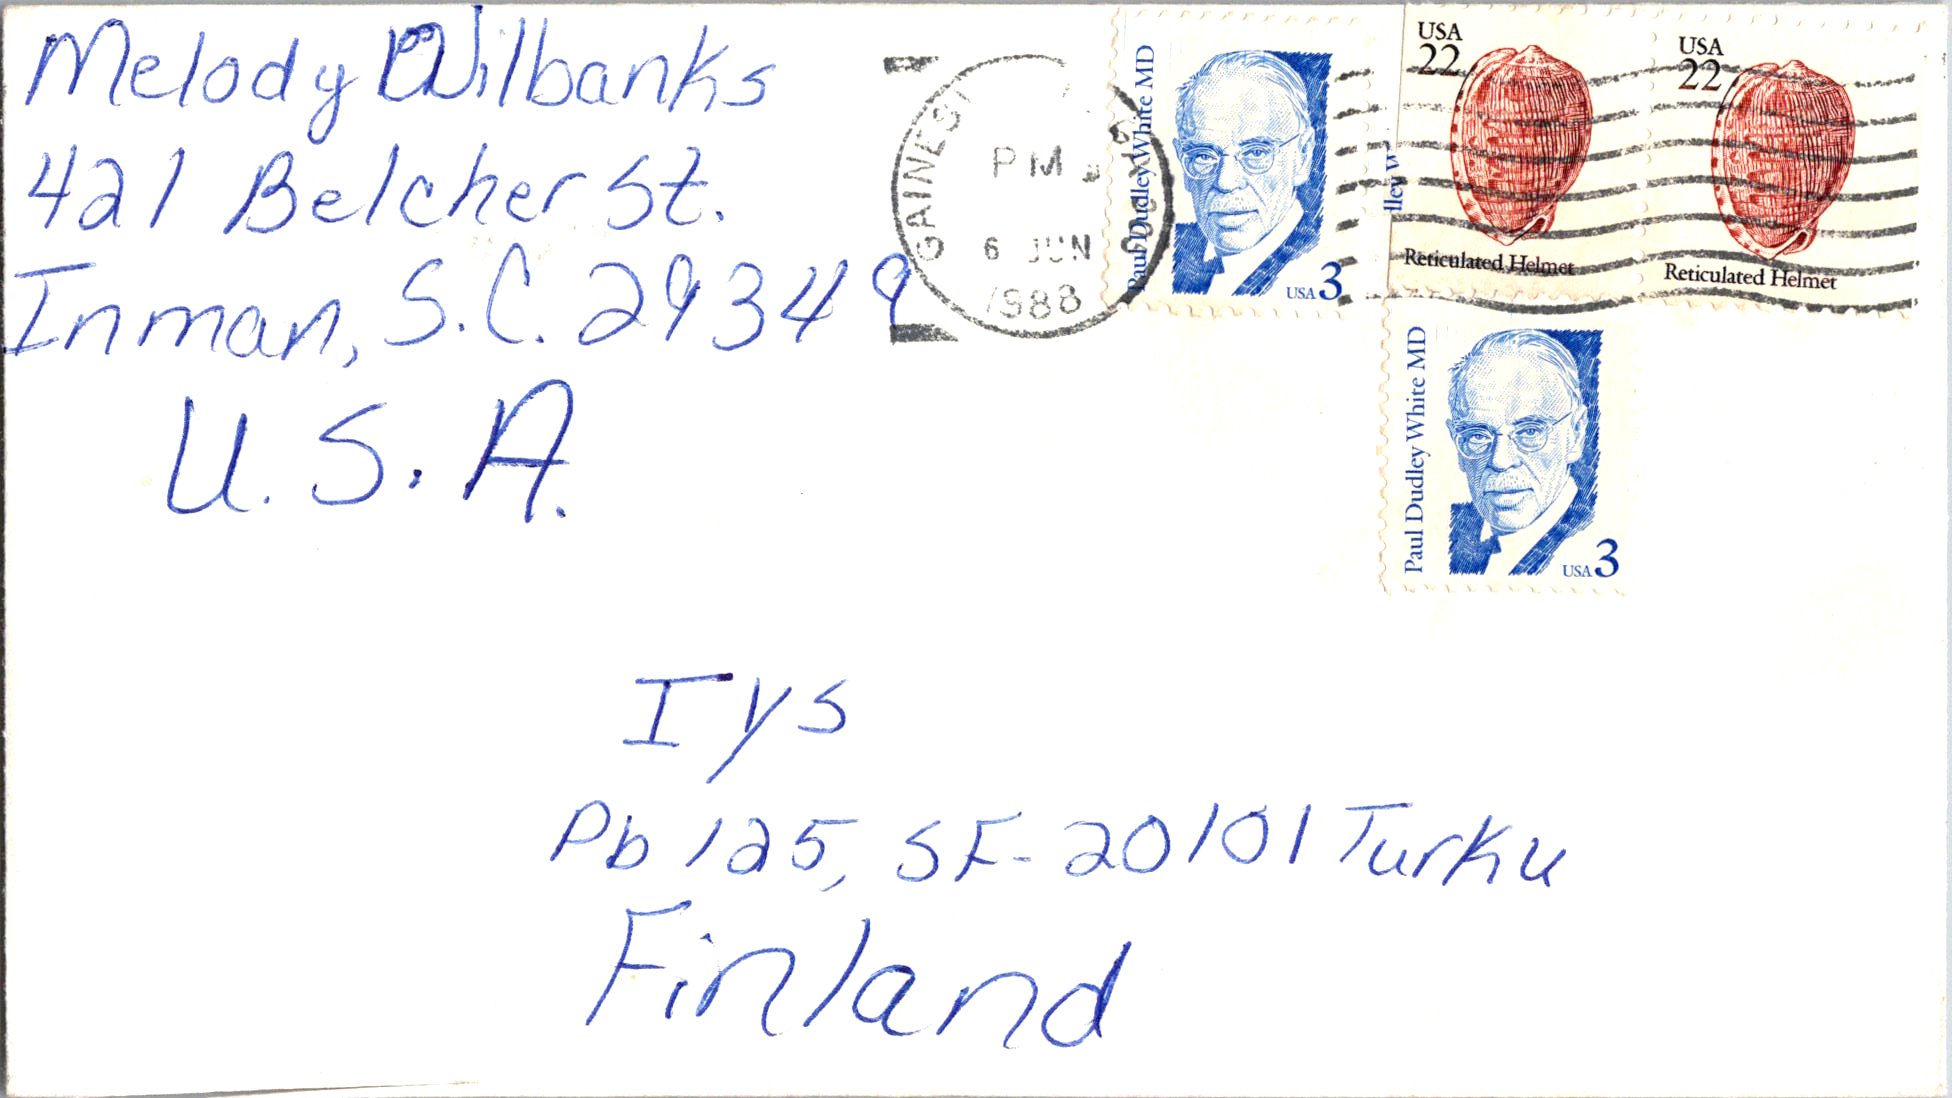 Melody Wilbanks
421 Belcher St.
Inman, S.C. 29349
U.S.A.
PM
6 JUN
1988
Paul Dudley White MD
USA 3
lley W
USA
22
Reticulated Helmet
USA
22
Reticulated Helmet
Paul Dudley White MD
USA 3
Iys
Pb 125, SF-20101 Turku
Finland